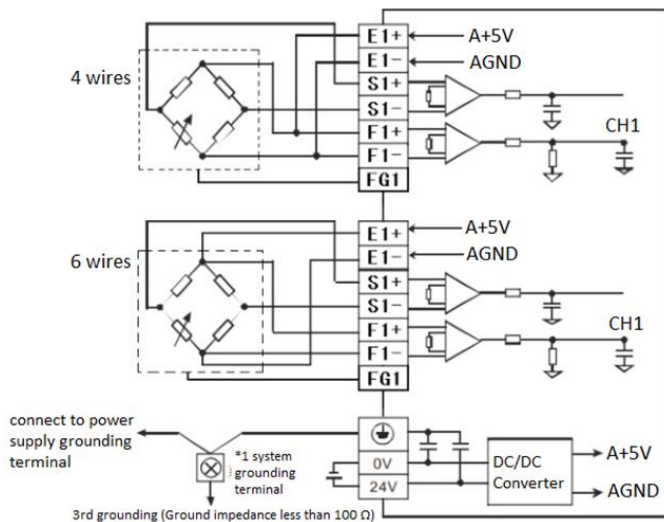 4 wires
E1+
E1-
S1+
S1-
F1+
F1-
FG1
A+5V
AGND
CH1
6 wires
E1+
E1-
S1+
S1-
F1+
F1-
FG1
A+5V
AGND
CH1
connect to power
supply grounding
terminal
*1 system
grounding
terminal
3rd grounding (Ground impedance less than 100 Ω)
0V
24V
DC/DC
Converter
A+5V
AGND